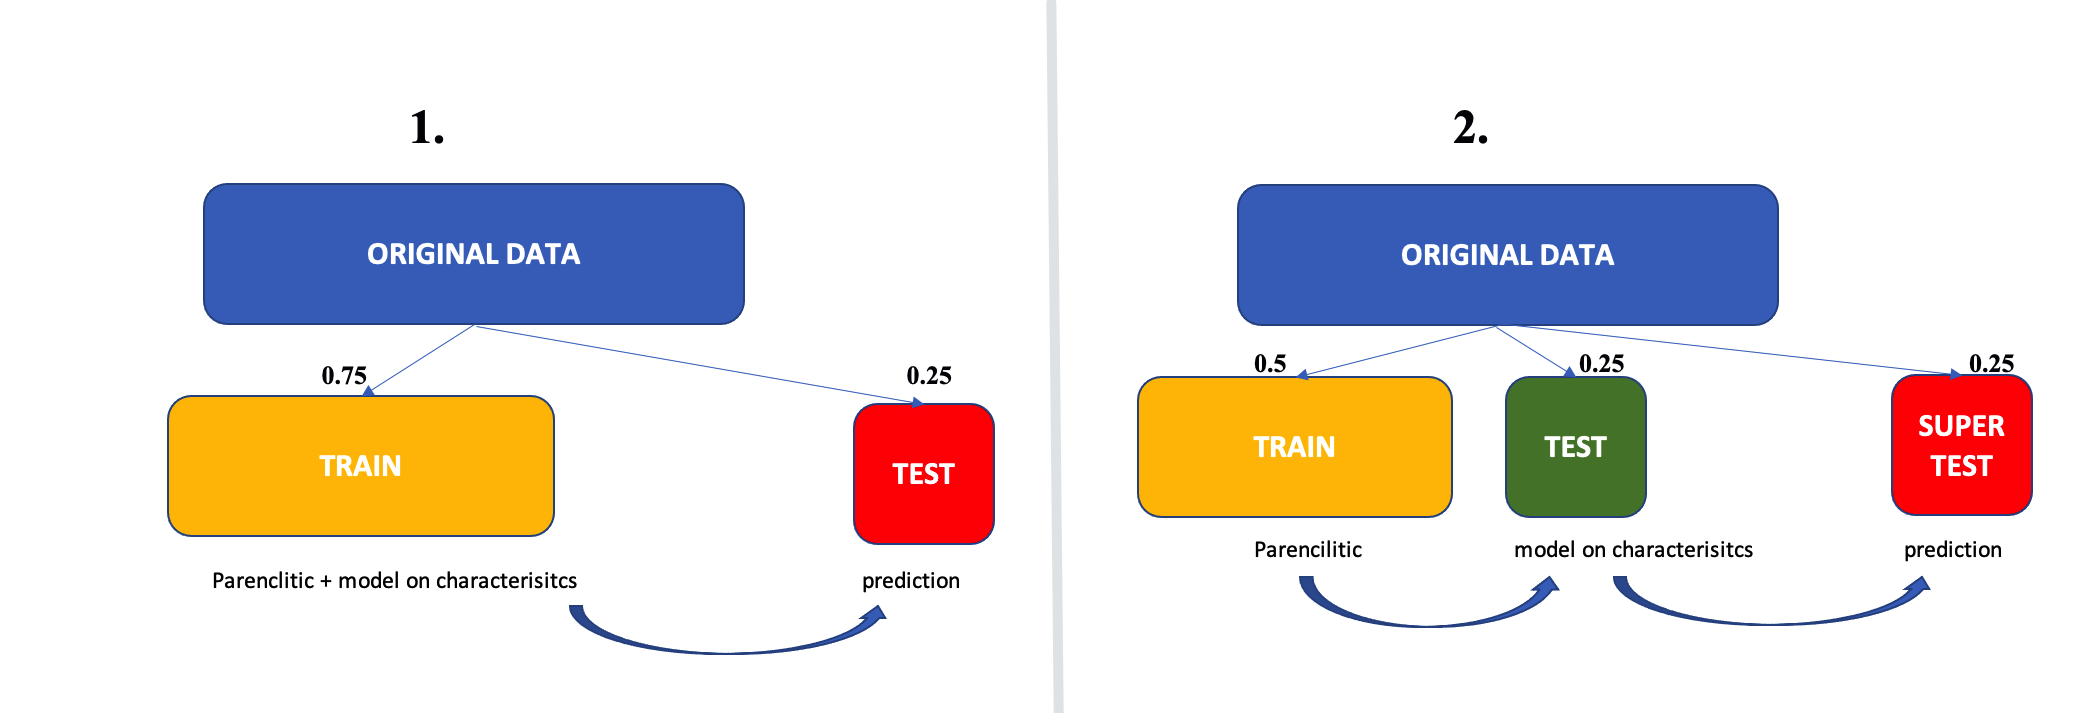 1.
ORIGINAL DATA
0.75
0.25
TRAIN
TEST
Parenclitic + model on characterisitcs
prediction
2.
ORIGINAL DATA
0.5
0.25
0.25
TRAIN
TEST
SUPER
TEST
Parencilitic
model on characterisitcs
prediction